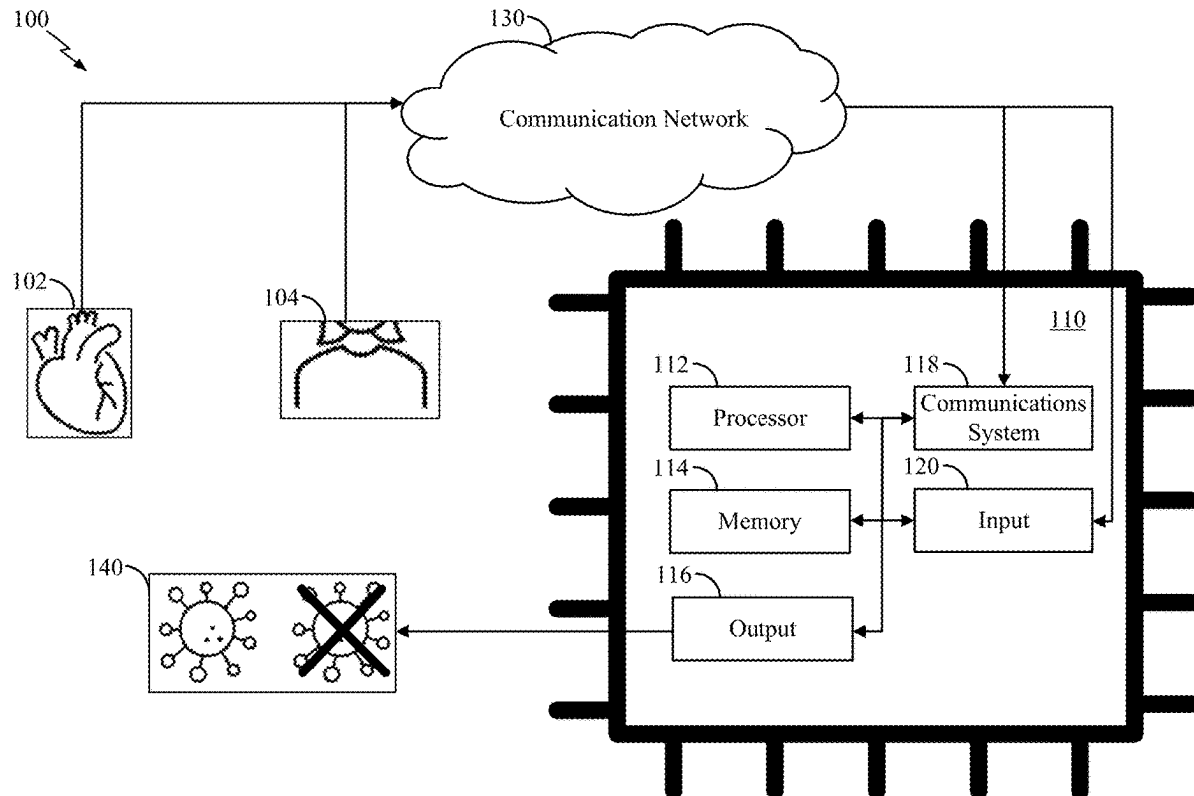 100
130
Communication Network
102
104
110
112
118
Processor
Communications
System
114
120
Memory
Input
116
140
Output